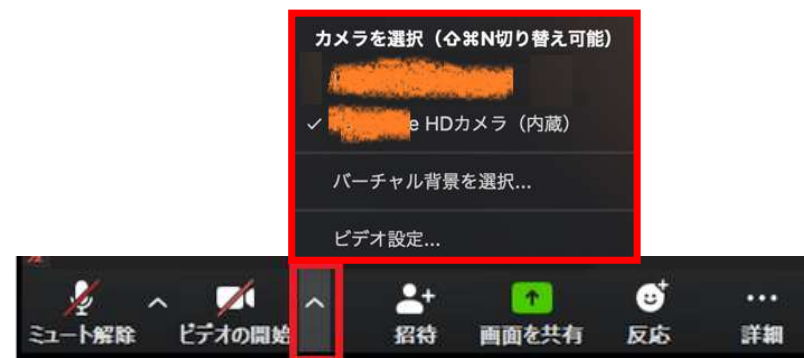 カメラを選択（⇧⌘N切り替え可能）
e HDカメラ（内蔵）
バーチャル背景を選択...
ビデオ設定...
ミュート解除 ビデオの開始 招待 画面を共有 反応 詳細